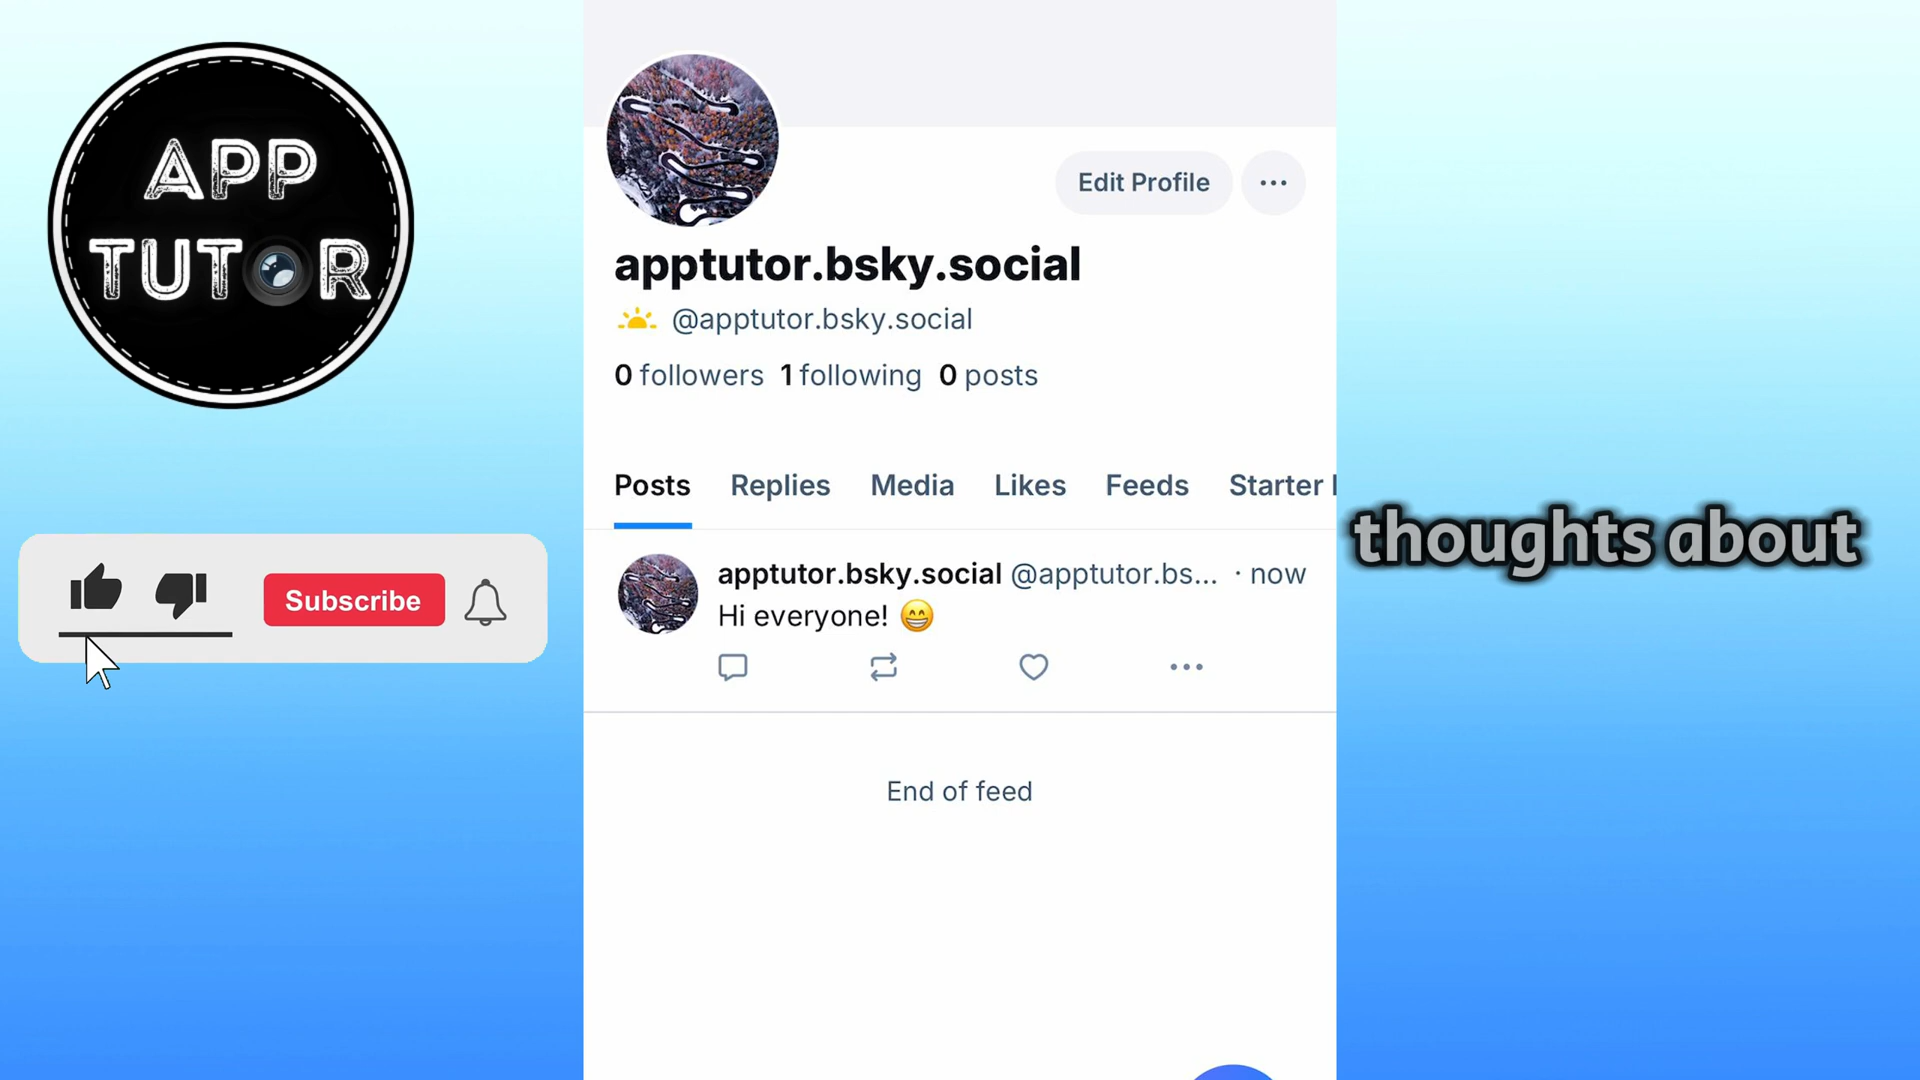 APP
TUTOR
Subscribe
Edit Profile
apptutor.bsky.social
@apptutor.bsky.social
0 followers 1 following 0 posts
Posts Replies Media Likes Feeds Starter
apptutor.bsky.social @apptutor.bs... · now
Hi everyone! 😁
End of feed
thoughts about